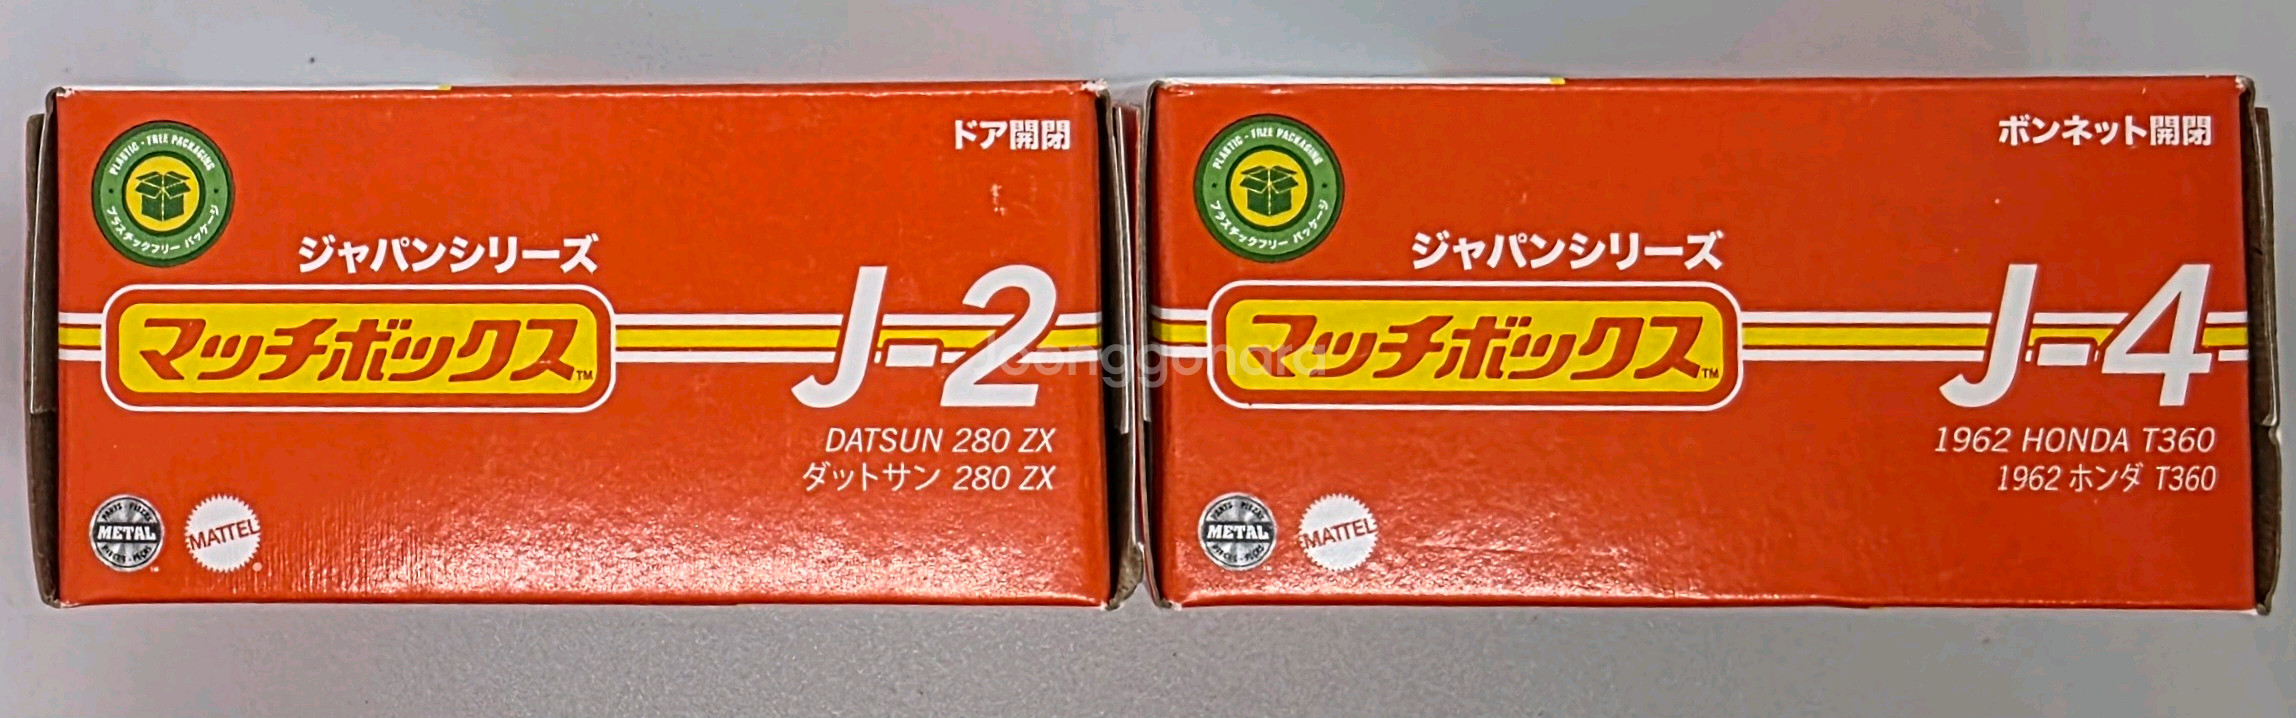 PLASTIC - FREE PACKAGING
プラスチックフリー パッケージ
ドア開閉
ジャパンシリーズ
マッチボックス™
J-2
DATSUN 280 ZX
ダットサン 280 ZX
METAL
MATTEL
PLASTIC - FREE PACKAGING
プラスチックフリー パッケージ
ボンネット開閉
ジャパンシリーズ
マッチボックス™
J-4
1962 HONDA T360
1962 ホンダ T360
METAL
MATTEL
Joonggonara